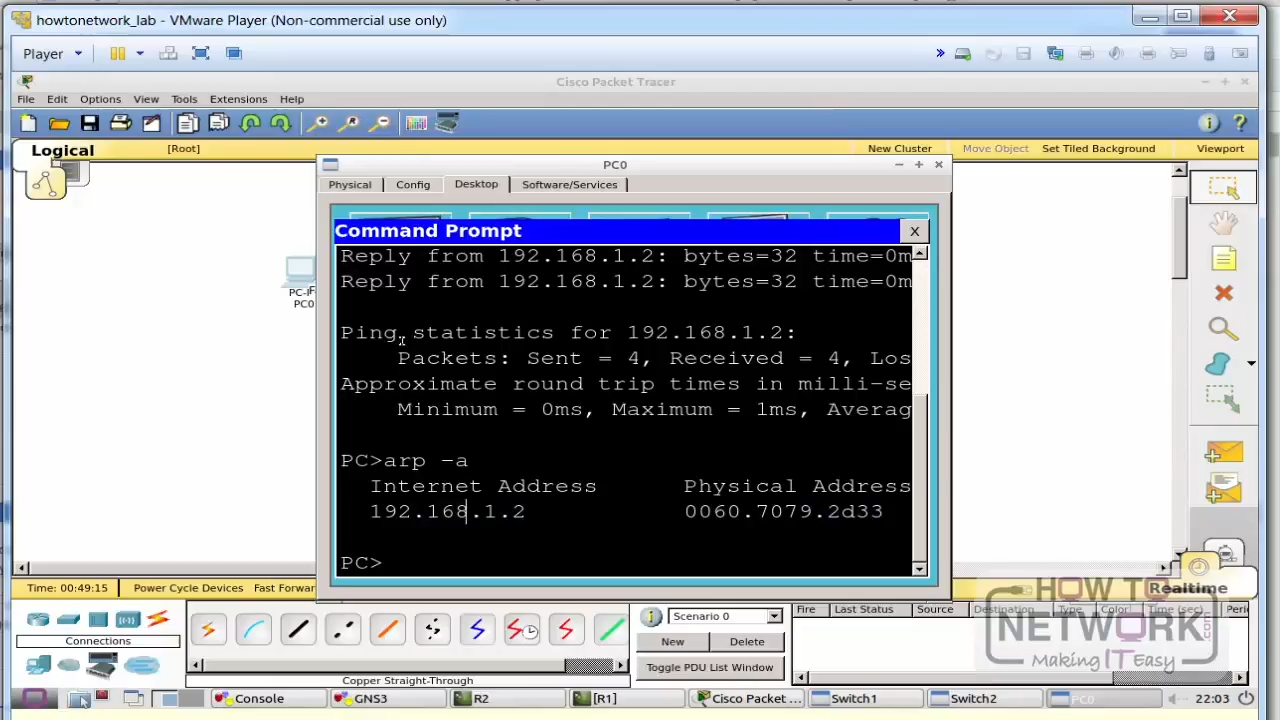 howtonetwork_lab - VMware Player (Non-commercial use only)
Player
Cisco Packet Tracer
File Edit Options View Tools Extensions Help
Logical [Root] New Cluster Move Object Set Tiled Background Viewport
PC0
Physical Config Desktop Software/Services
Command Prompt X
Reply from 192.168.1.2: bytes=32 time=0m
Reply from 192.168.1.2: bytes=32 time=0m
Ping statistics for 192.168.1.2:
Packets: Sent = 4, Received = 4, Los
Approximate round trip times in milli-se
Minimum = 0ms, Maximum = 1ms, Averag
PC>arp -a
Internet Address Physical Address
192.168.1.2 0060.7079.2d33
PC>
PC0
Time: 00:49:15 Power Cycle Devices Fast Forwar
Realtime
Connections
Copper Straight-Through
Scenario 0
New Delete
Toggle PDU List Window
Fire Last Status Source Destination Type Color Time (sec) Peri
HOW TO
NETWORK.com
Making IT Easy
Console GNS3 R2 [R1] Cisco Packet ... Switch1 Switch2 PC0 22:03